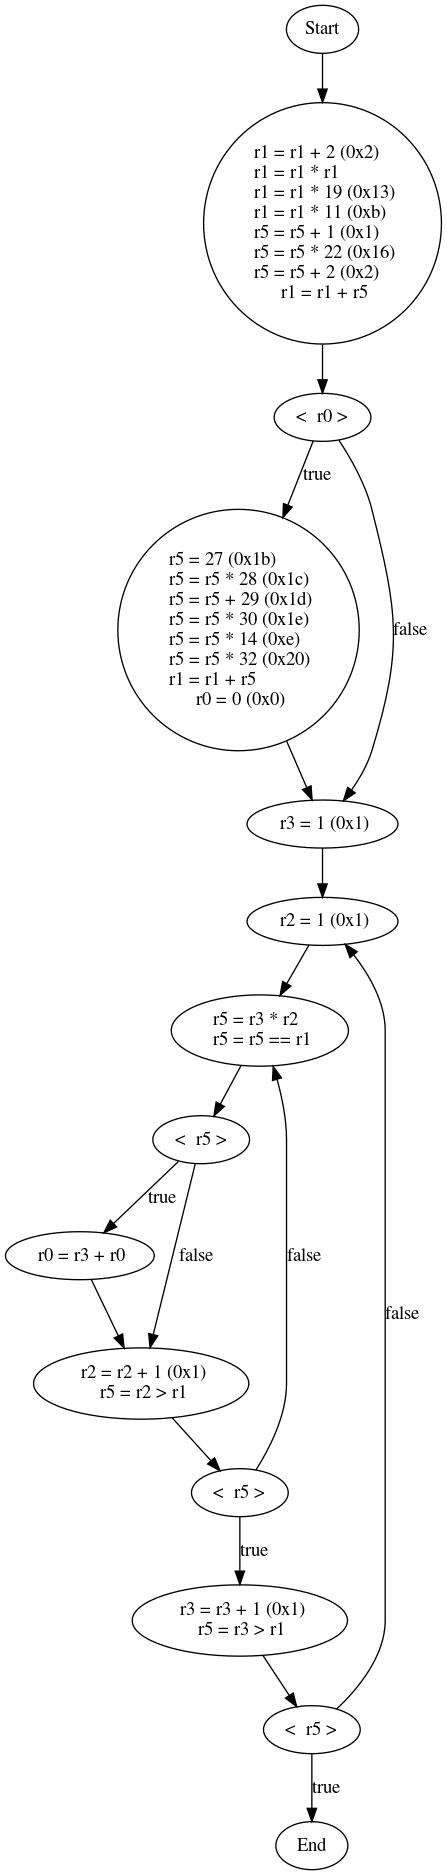 Start
r1 = r1 + 2 (0x2)
r1 = r1 * r1
r1 = r1 * 19 (0x13)
r1 = r1 * 11 (0xb)
r5 = r5 + 1 (0x1)
r5 = r5 * 22 (0x16)
r5 = r5 + 2 (0x2)
r1 = r1 + r5
< r0 >
true
r5 = 27 (0x1b)
r5 = r5 * 28 (0x1c)
r5 = r5 + 29 (0x1d)
r5 = r5 * 30 (0x1e)
r5 = r5 * 14 (0xe)
r5 = r5 * 32 (0x20)
r1 = r1 + r5
r0 = 0 (0x0)
false
r3 = 1 (0x1)
r2 = 1 (0x1)
r5 = r3 * r2
r5 = r5 == r1
< r5 >
true
r0 = r3 + r0
false
false
r2 = r2 + 1 (0x1)
r5 = r2 > r1
false
< r5 >
true
r3 = r3 + 1 (0x1)
r5 = r3 > r1
< r5 >
true
End